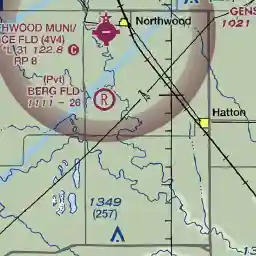 GENS
1921
Northwood
HWOOD MUNI/
CE FLD (4V4)
*L 31 122.8 C
RP 8
(Pvt)
BERG FLD
1111 - 26
R
Hatton
1349
(257)